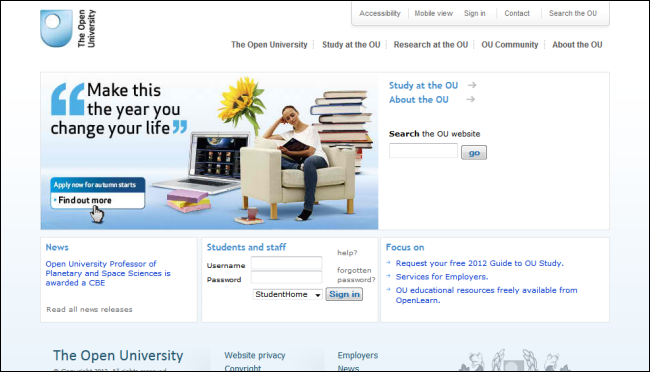 The Open
University
Accessibility
Mobile view
Sign in
Contact
Search the OU
The Open University
Study at the OU
Research at the OU
OU Community
About the OU
“ Make this
the year you
change your life ”
Apply now for autumn starts
Find out more
Study at the OU
About the OU
Search the OU website
go
News
Open University Professor of
Planetary and Space Sciences is
awarded a CBE
Read all news releases
Students and staff
help?
Username
Password
forgotten
password?
StudentHome
Sign in
Focus on
Request your free 2012 Guide to OU Study.
Services for Employers.
OU educational resources freely available from
OpenLearn.
The Open University
© Copyright 2012. All rights reserved
Website privacy
Copyright
Employers
News